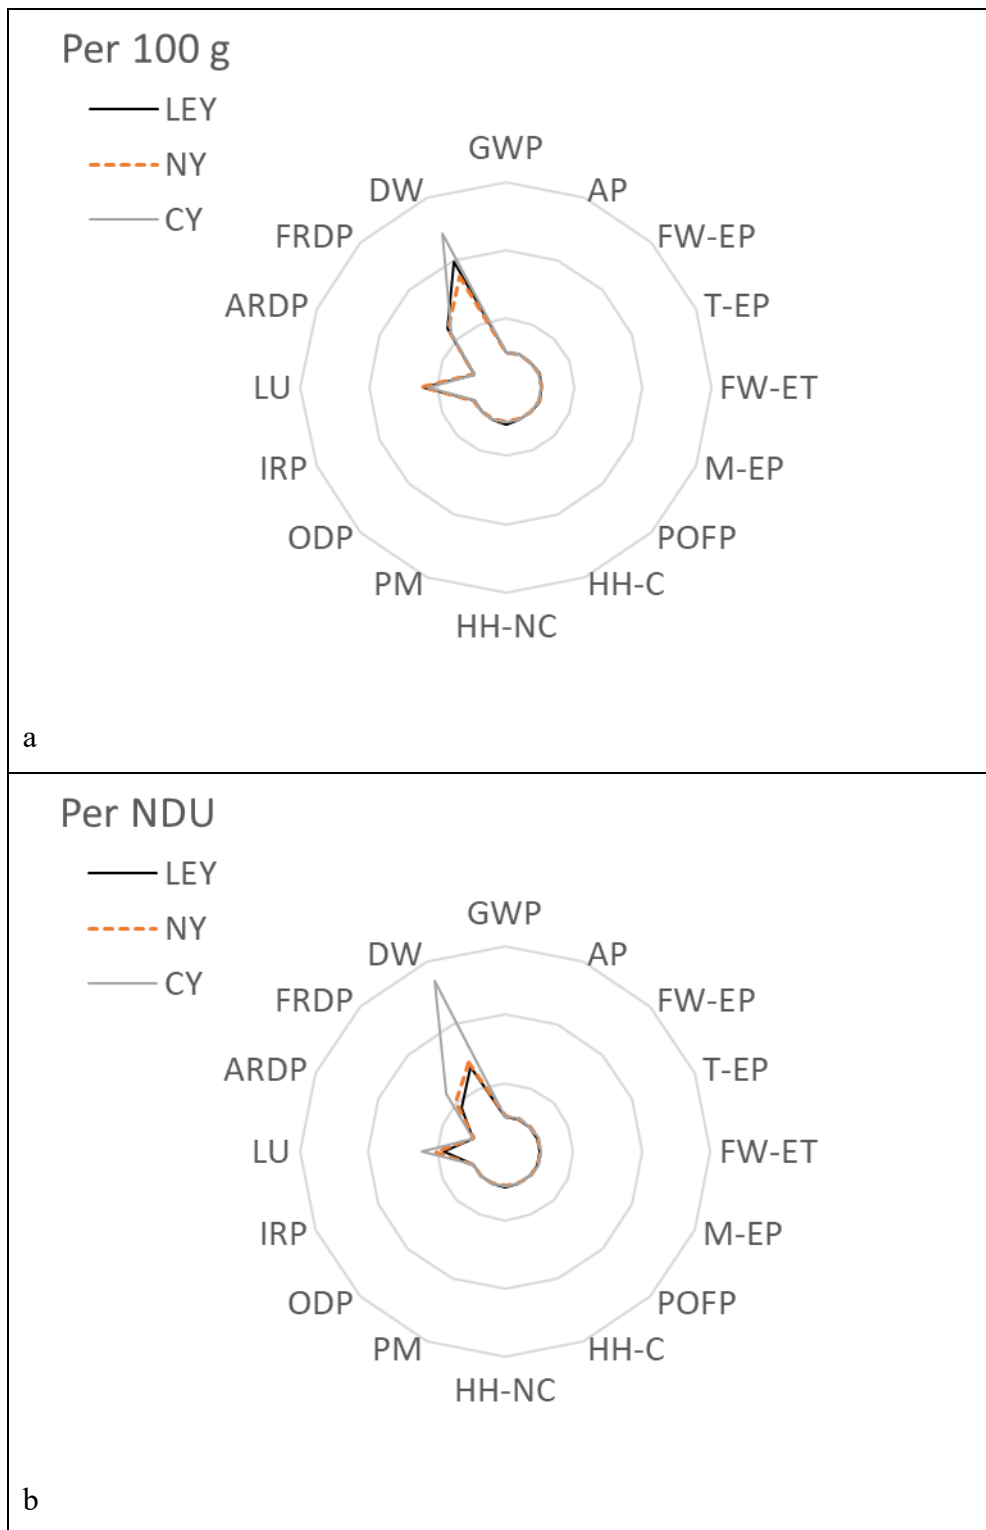 Per 100 g
LEY
NY
CY
GWP
AP
FW-EP
T-EP
FW-ET
M-EP
POFP
HH-C
HH-NC
PM
ODP
IRP
LU
ARDP
FRDP
DW
a
Per NDU
LEY
NY
CY
GWP
AP
FW-EP
T-EP
FW-ET
M-EP
POFP
HH-C
HH-NC
PM
ODP
IRP
LU
ARDP
FRDP
DW
b